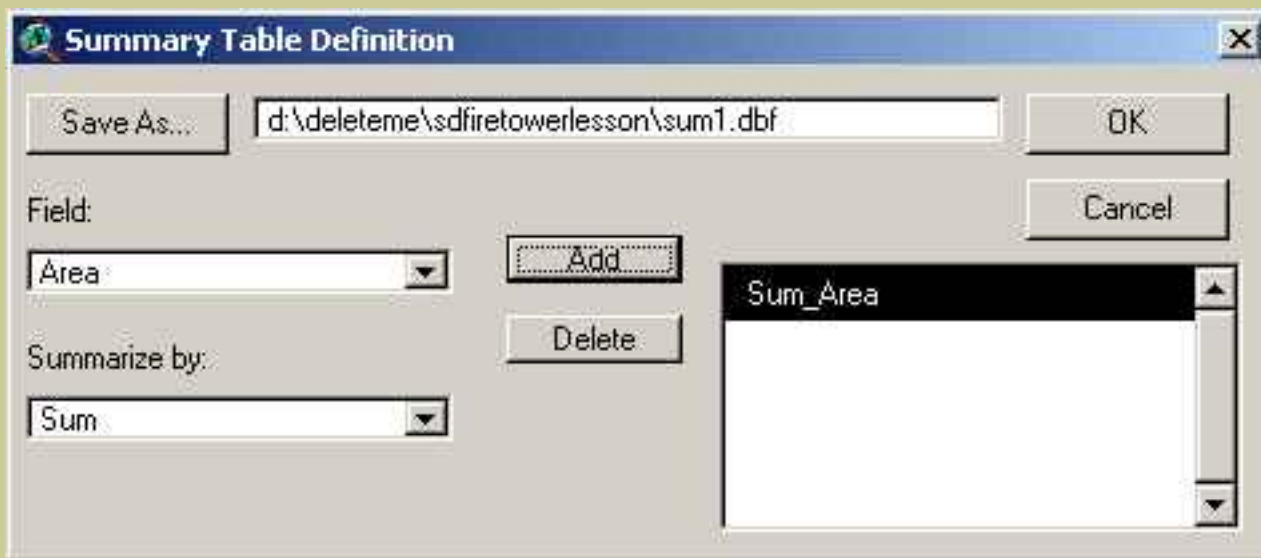 Summary Table Definition
Save As...
d:\deleteme\sdfiretowerlesson\sum1.dbf
OK
Cancel
Field:
Area
Add
Sum_Area
Delete
Summarize by:
Sum